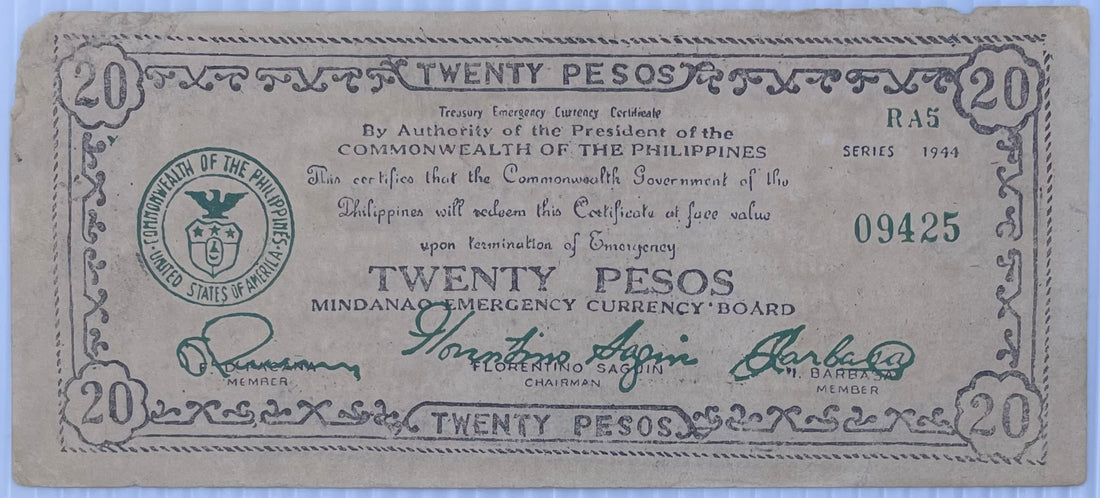 20 TWENTY PESOS 20
Treasury Emergency Currency Certificate
By Authority of the President of the
COMMONWEALTH OF THE PHILIPPINES
RA5
SERIES 1944
This certifies that the Commonwealth Government of the
Philippines will redeem this Certificate at face value
upon termination of Emergency
COMMONWEALTH OF THE PHILIPPINES
UNITED STATES OF AMERICA
09425
TWENTY PESOS
MINDANAO EMERGENCY CURRENCY BOARD
Florentino Saguin
Barbasa
FLORENTINO SAGUIN
I. BARBASA
MEMBER
CHAIRMAN
MEMBER
20 TWENTY PESOS 20